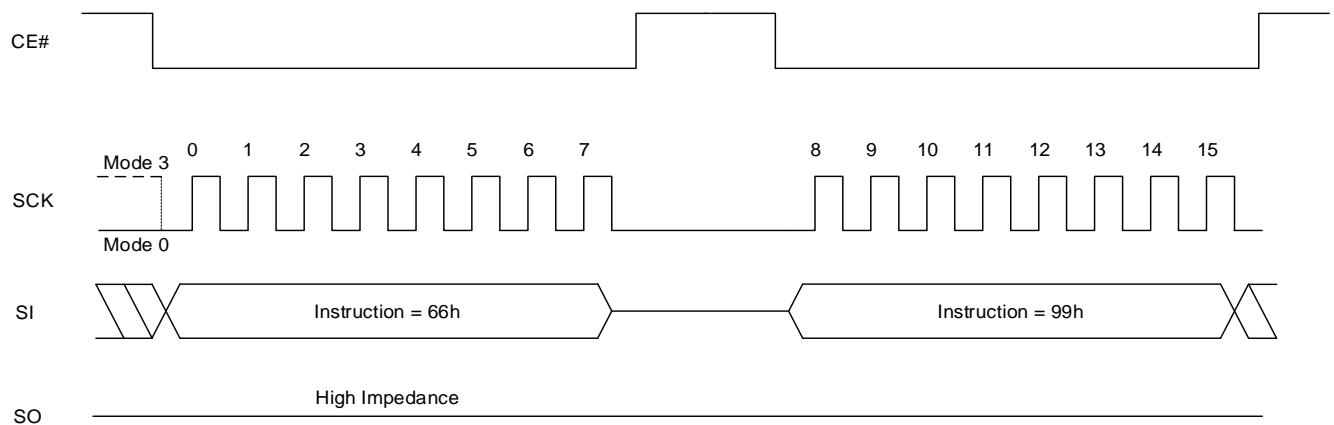 CE#
0 1 2 3 4 5 6 7 8 9 10 11 12 13 14 15
Mode 3
SCK
Mode 0
SI
Instruction = 66h
Instruction = 99h
High Impedance
SO